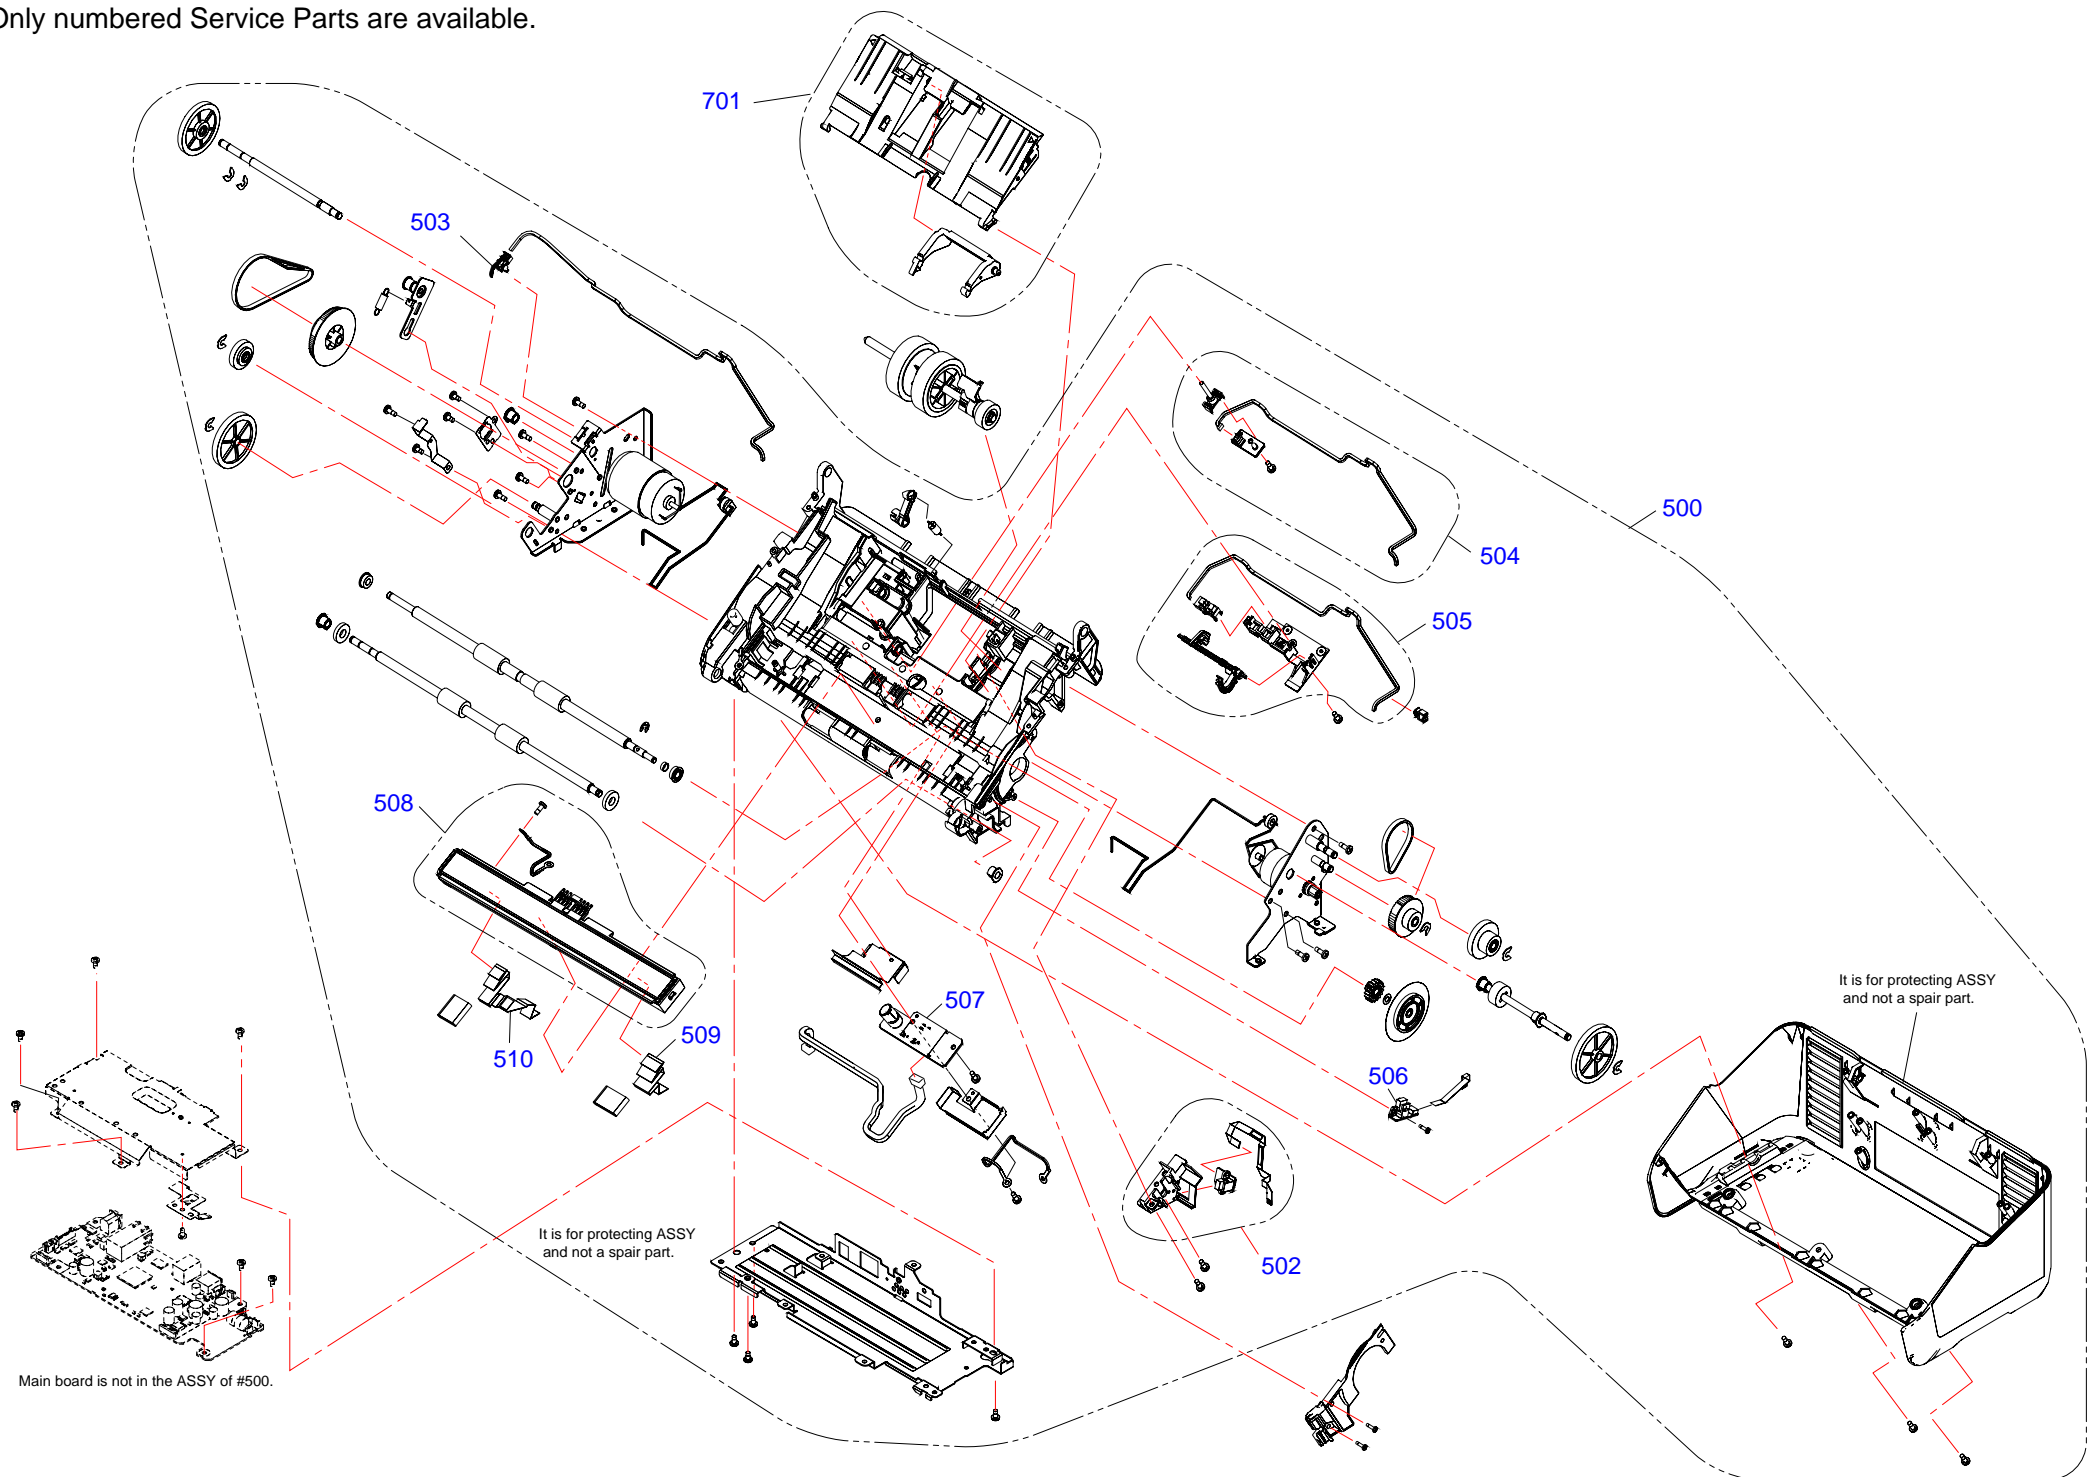 Only numbered Service Parts are available.
701
503
500
504
505
508
507
510
509
506
502
It is for protecting ASSY
and not a spair part.
It is for protecting ASSY
and not a spair part.
Main board is not in the ASSY of #500.